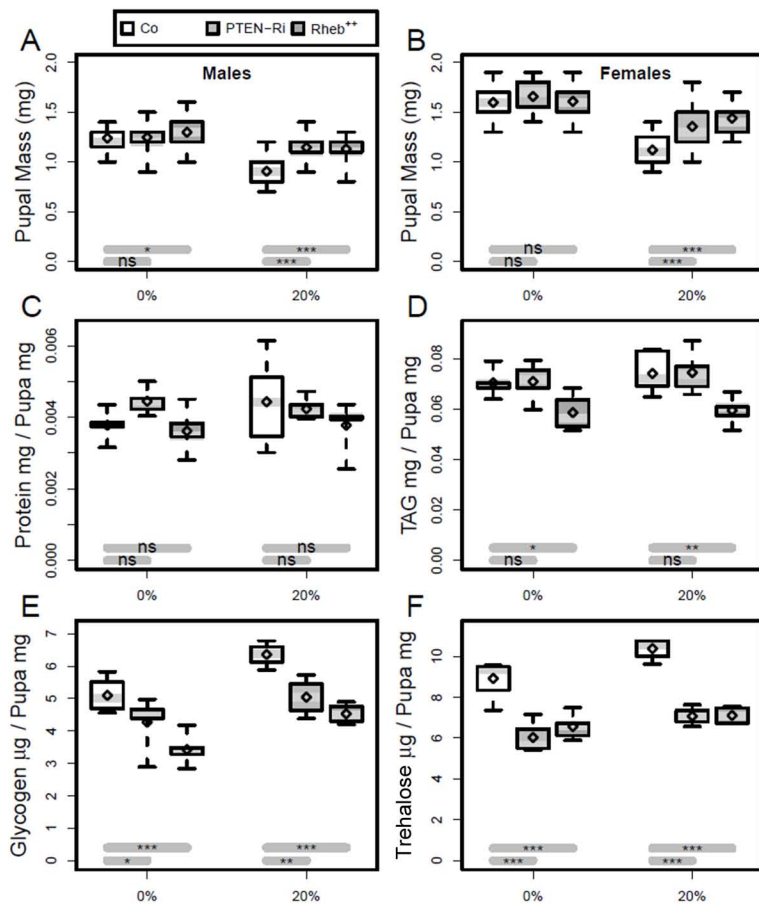 Co PTEN-Ri Rheb++
A
Males
Pupal Mass (mg)
2.0
1.5
1.0
0.5
0.0
*
ns
***
***
0% 20%
B
Females
Pupal Mass (mg)
2.0
1.5
1.0
0.5
0.0
ns
ns
***
***
0% 20%
C
Protein mg / Pupa mg
0.006
0.004
0.002
0.000
ns
ns
ns
ns
0% 20%
D
TAG mg / Pupa mg
0.08
0.06
0.04
0.02
0.00
*
ns
**
ns
0% 20%
E
Glycogen µg / Pupa mg
7
6
5
4
3
2
1
0
***
*
***
**
0% 20%
F
Trehalose µg / Pupa mg
10
8
6
4
2
0
***
***
***
***
0% 20%